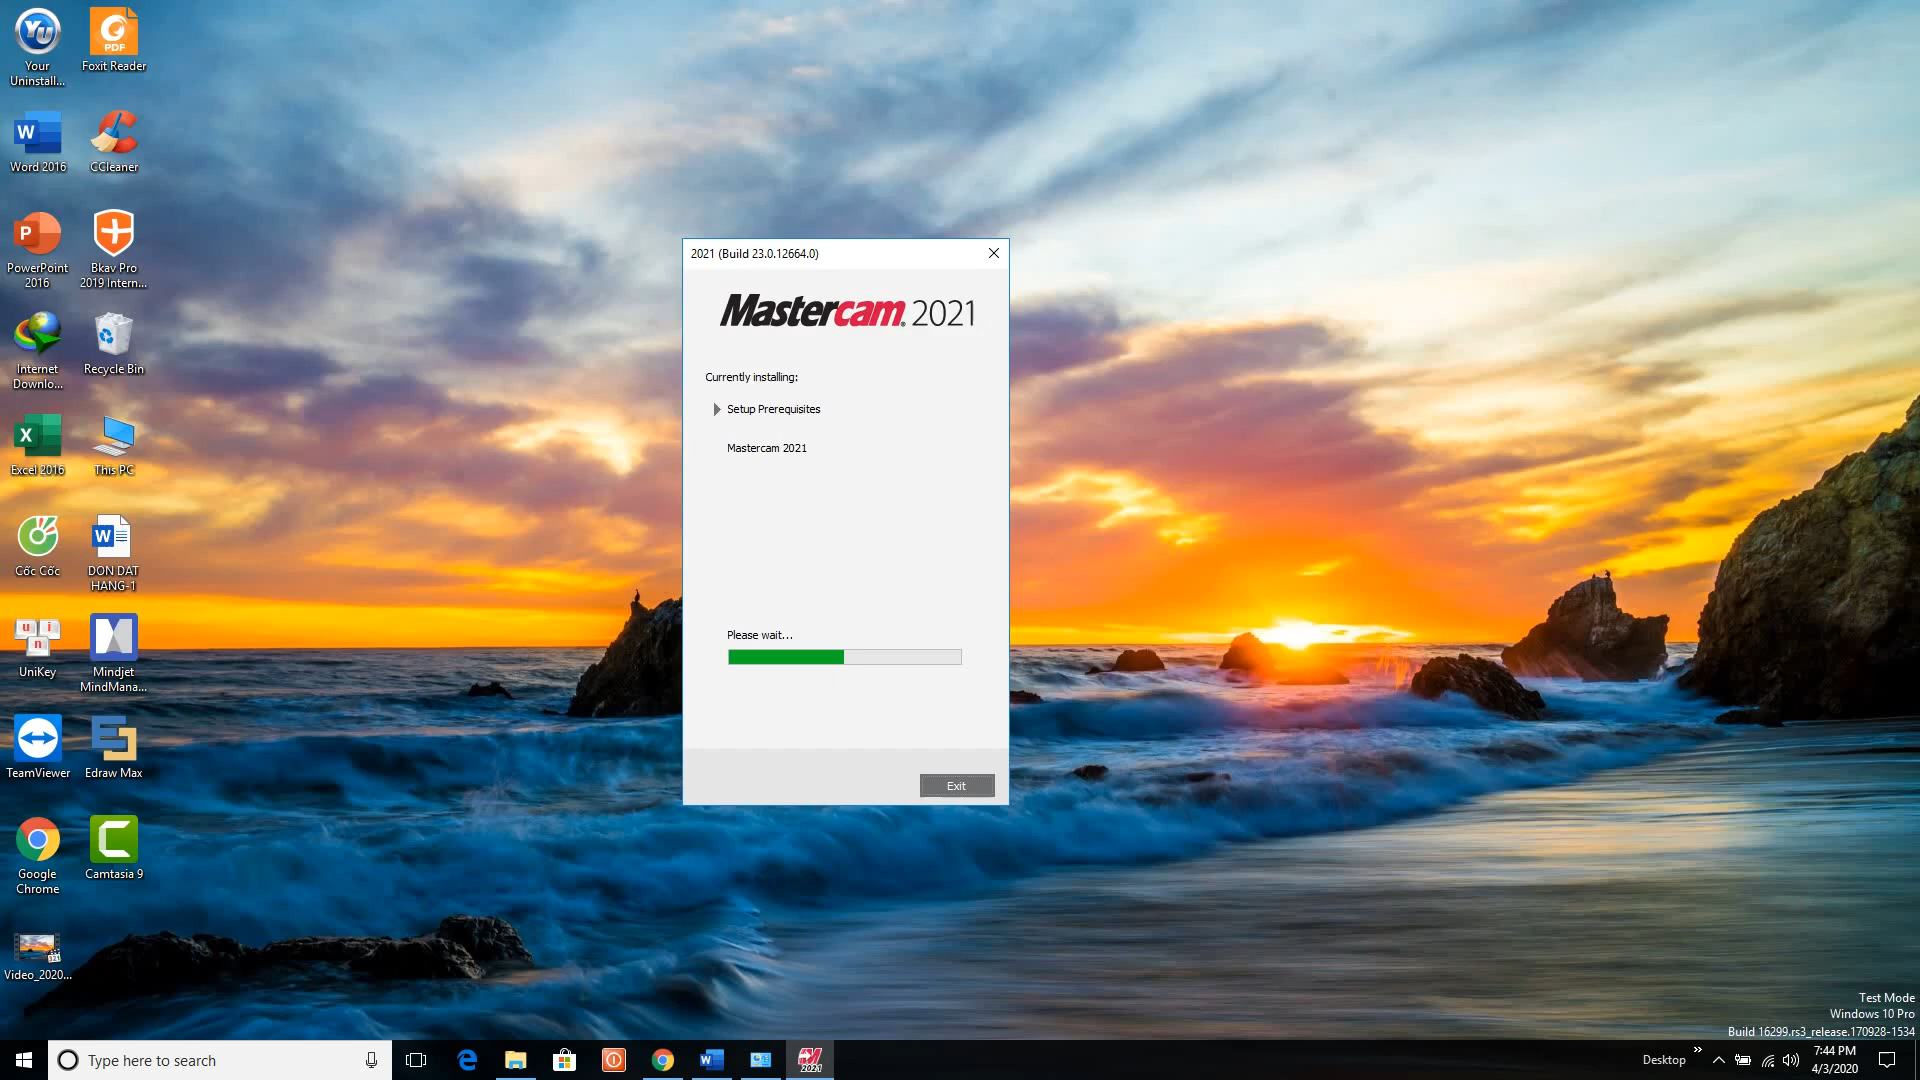 Your
Uninstall...
Foxit Reader
PDF
Word 2016
CCleaner
PowerPoint
2016
Bkav Pro
2019 Intern...
Internet
Downlo...
Recycle Bin
Excel 2016
This PC
Cốc Cốc
DON DAT
HANG-1
UniKey
Mindjet
MindMana...
TeamViewer
Edraw Max
Google
Chrome
Camtasia 9
Video_2020...
2021 (Build 23.0.12664.0)
Mastercam 2021
Currently installing:
Setup Prerequisites
Mastercam 2021
Please wait...
Exit
Test Mode
Windows 10 Pro
Build 16299.rs3_release.170928-1534
Type here to search
2021
Desktop
7:44 PM
4/3/2020